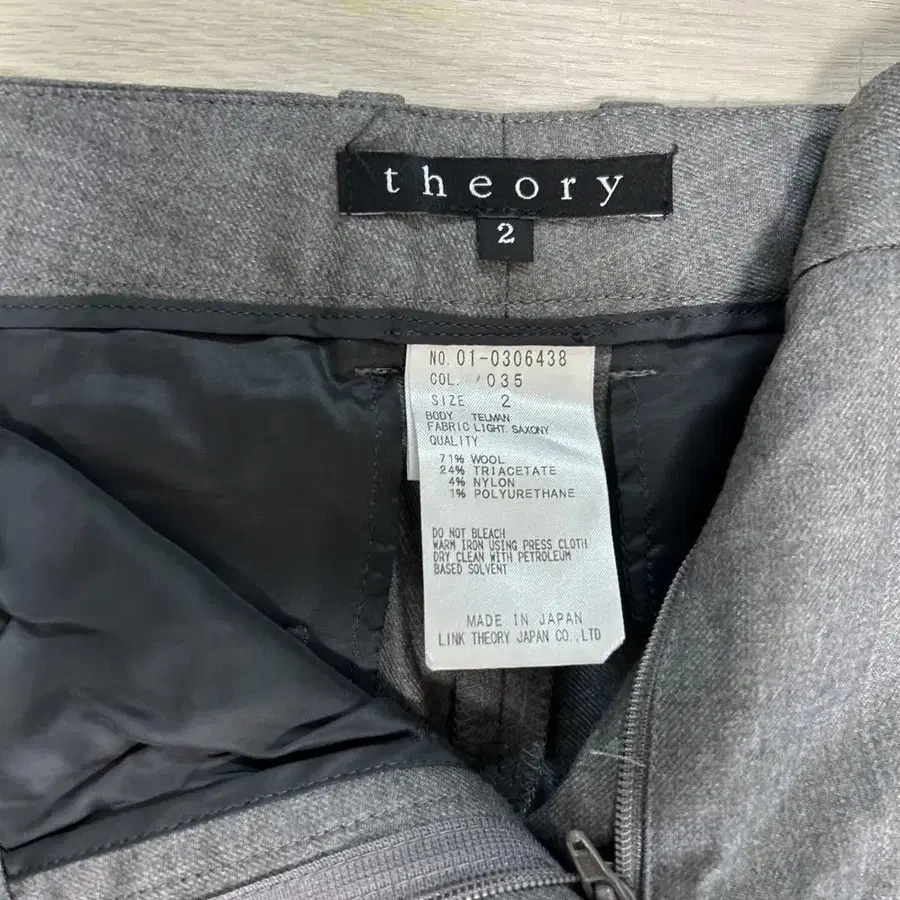 theory
2
NO. 01-0306438
COL. 035
SIZE 2
BODY TELMAN
FABRIC LIGHT. SAXONY
QUALITY
71% WOOL
24% TRIACETATE
4% NYLON
1% POLYURETHANE
DO NOT BLEACH
WARM IRON USING PRESS CLOTH
DRY CLEAN WITH PETROLEUM
BASED SOLVENT
MADE IN JAPAN
LINK THEORY JAPAN CO.,LTD